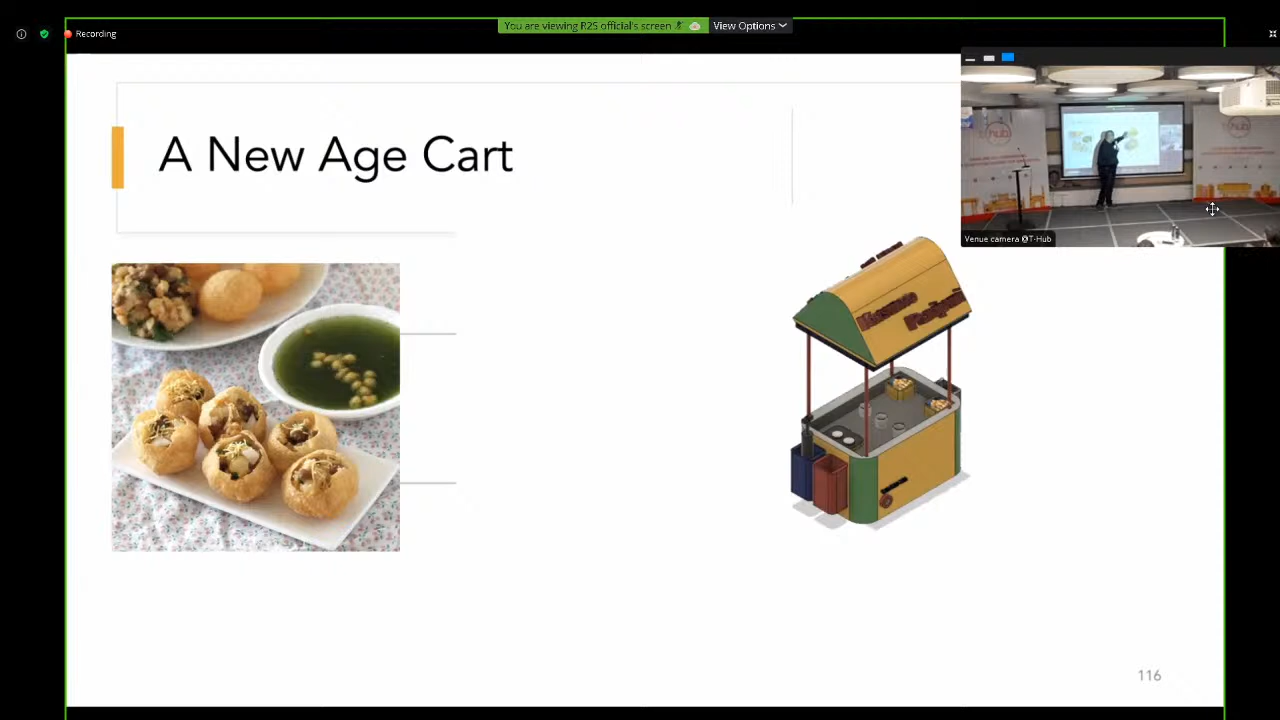 You are viewing R2S official's screen
View Options
Recording
A New Age Cart
Venue camera @T-Hub
116